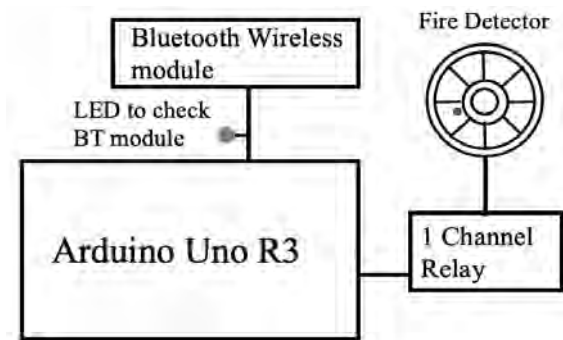 Bluetooth Wireless
module
Fire Detector
LED to check
BT module
Arduino Uno R3
1 Channel
Relay